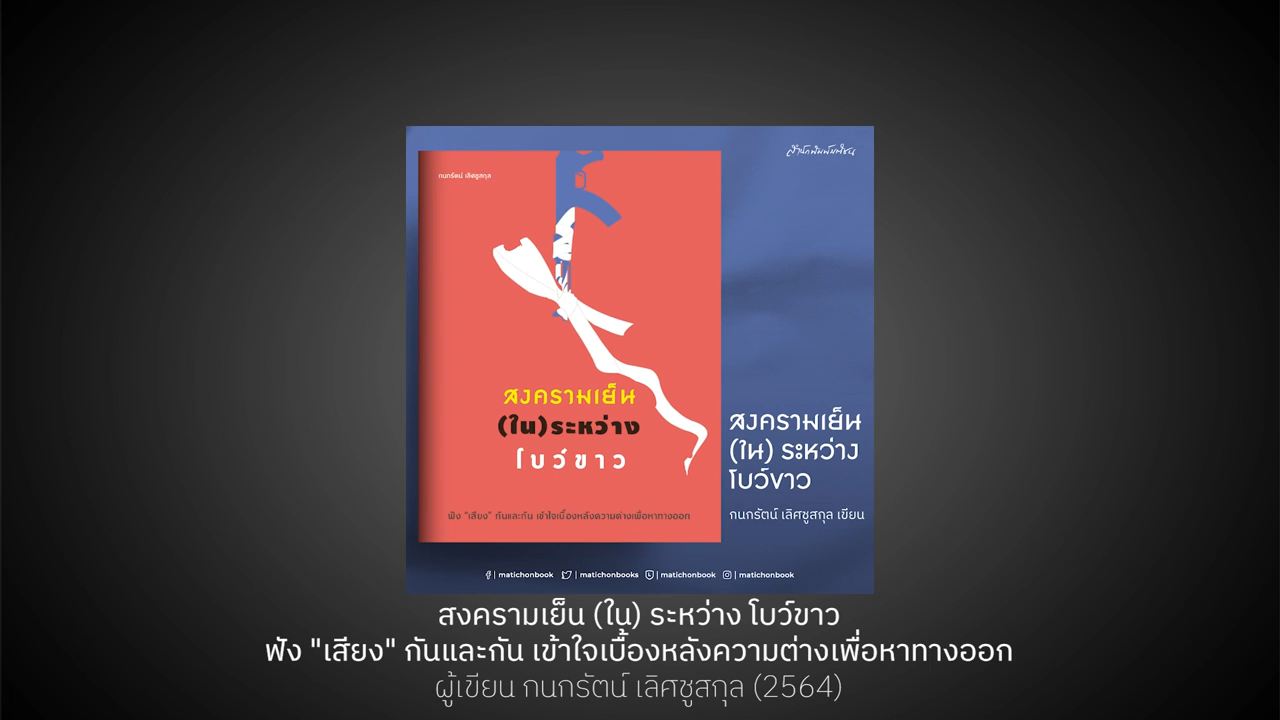 สำนักพิมพ์มติชน
กนกรัตน์ เลิศชูสกุล
สงครามเย็น
(ใน)ระหว่าง
โบว์ขาว
ฟัง "เสียง" กันและกัน เข้าใจเบื้องหลังความต่างเพื่อหาทางออก
สงครามเย็น
(ใน) ระหว่าง
โบว์ขาว
กนกรัตน์ เลิศชูสกุล เขียน
| matichonbook | matichonbooks | matichonbook | matichonbook
สงครามเย็น (ใน) ระหว่าง โบว์ขาว
ฟัง "เสียง" กันและกัน เข้าใจเบื้องหลังความต่างเพื่อหาทางออก
ผู้เขียน กนกรัตน์ เลิศชูสกุล (2564)